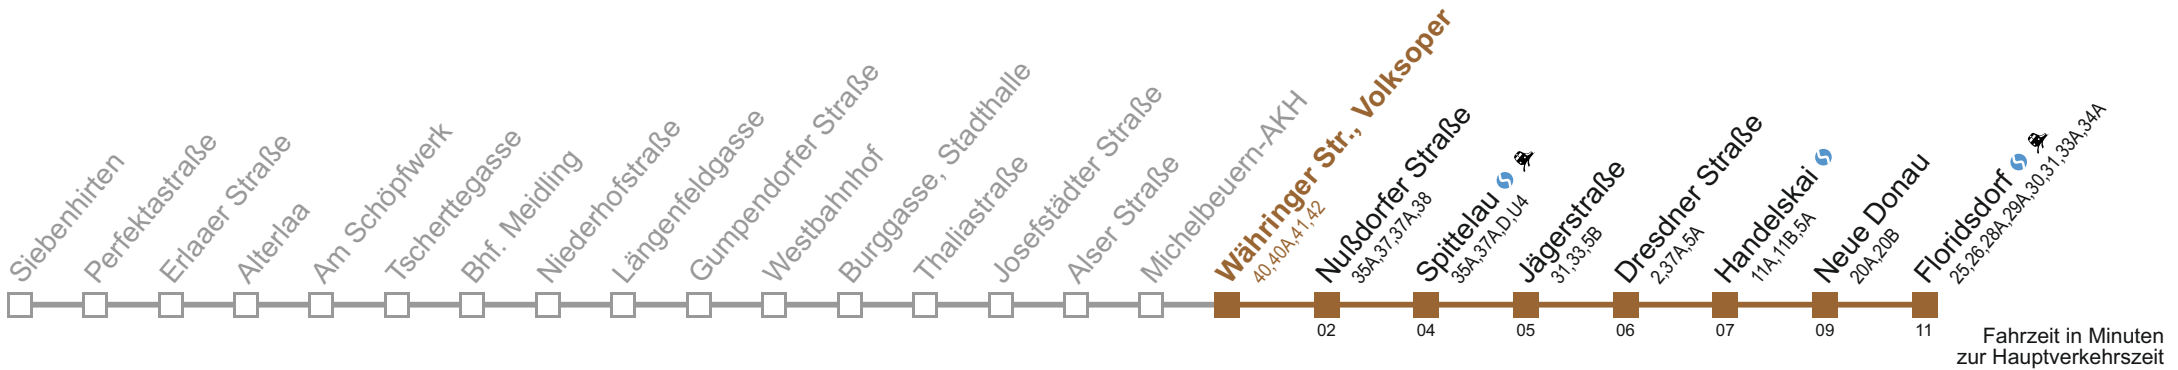 Siebenhirten
Perfektastraße
Erlaaer Straße
Alterlaa
Am Schöpfwerk
Tscherttegasse
Bhf. Meidling
Niederhofstraße
Längenfeldgasse
Gumpendorfer Straße
Westbahnhof
Burggasse, Stadthalle
Thaliastraße
Josefstädter Straße
Alser Straße
Michelbeuern-AKH
Währinger Str., Volksoper
40,40A,41,42
Nußdorfer Straße
35A,37,37A,38
02
Spittelau
35A,37A,D,U4
04
Jägerstraße
31,33,5B
05
Dresdner Straße
2,37A,5A
06
Handelskai
11A,11B,5A
07
Neue Donau
20A,20B
09
Floridsdorf
25,26,28A,29A,30,31,33A,34A
11
Fahrzeit in Minuten
zur Hauptverkehrszeit